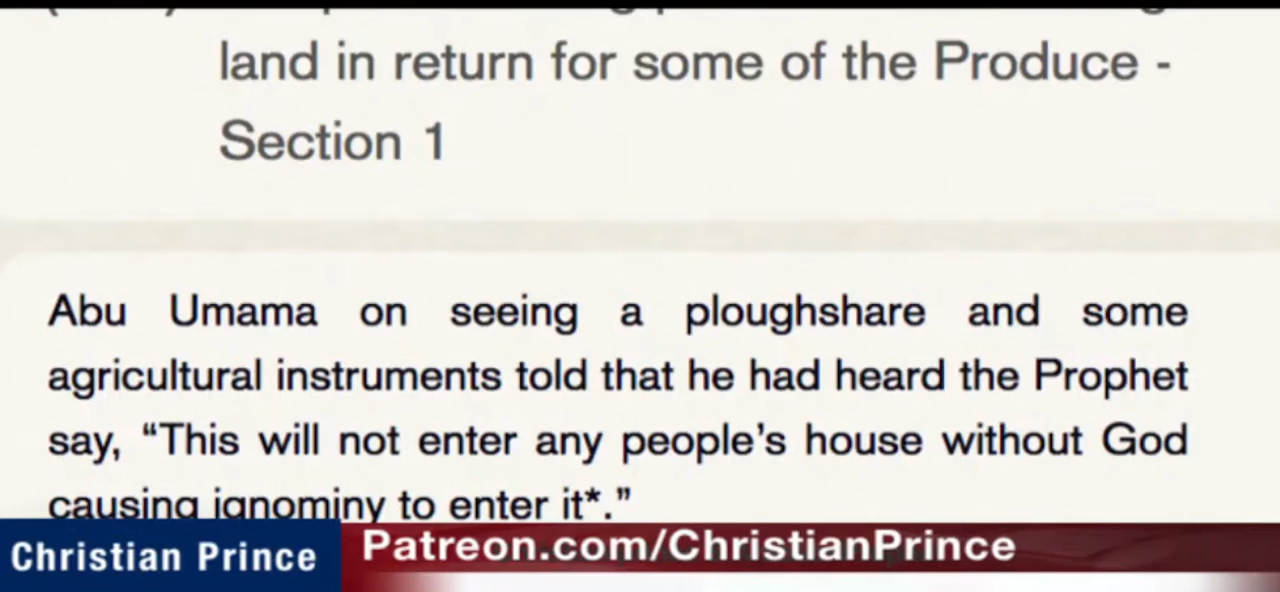 land in return for some of the Produce -
Section 1
Abu Umama on seeing a ploughshare and some
agricultural instruments told that he had heard the Prophet
say, “This will not enter any people’s house without God
causing ignominy to enter it*.”
Christian Prince
Patreon.com/ChristianPrince